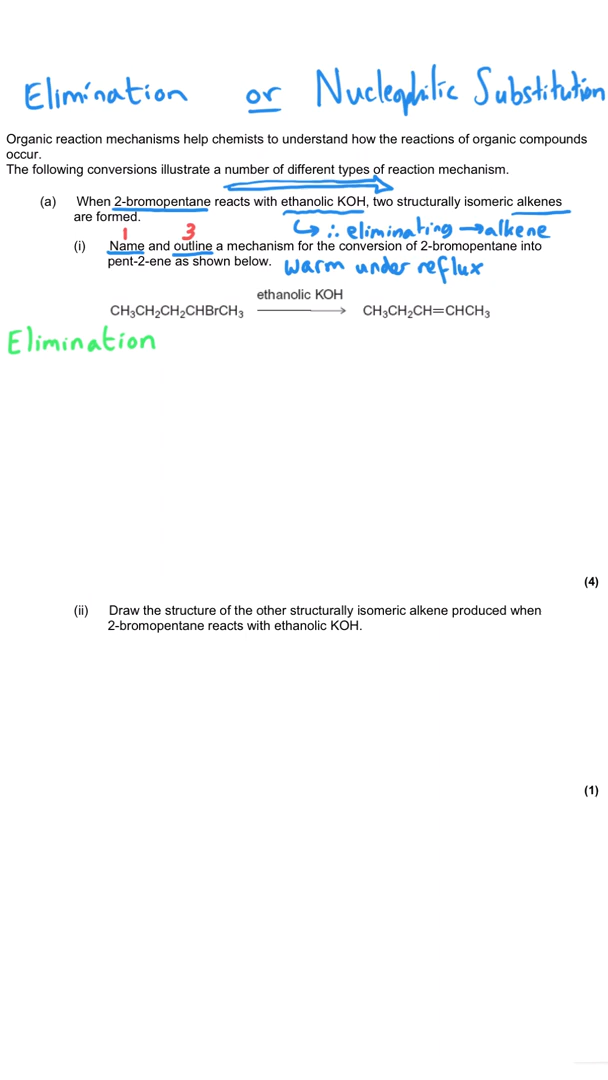 Elimination or Nucleophilic Substitution
Organic reaction mechanisms help chemists to understand how the reactions of organic compounds
occur.
The following conversions illustrate a number of different types of reaction mechanism.
(a) When 2-bromopentane reacts with ethanolic KOH, two structurally isomeric alkenes
are formed. ↳ ∴ eliminating → alkene
1 3
(i) Name and outline a mechanism for the conversion of 2-bromopentane into
pent-2-ene as shown below. warm under reflux
ethanolic KOH
CH₃CH₂CH₂CHBrCH₃ → CH₃CH₂CH=CHCH₃
Elimination
(4)
(ii) Draw the structure of the other structurally isomeric alkene produced when
2-bromopentane reacts with ethanolic KOH.
(1)